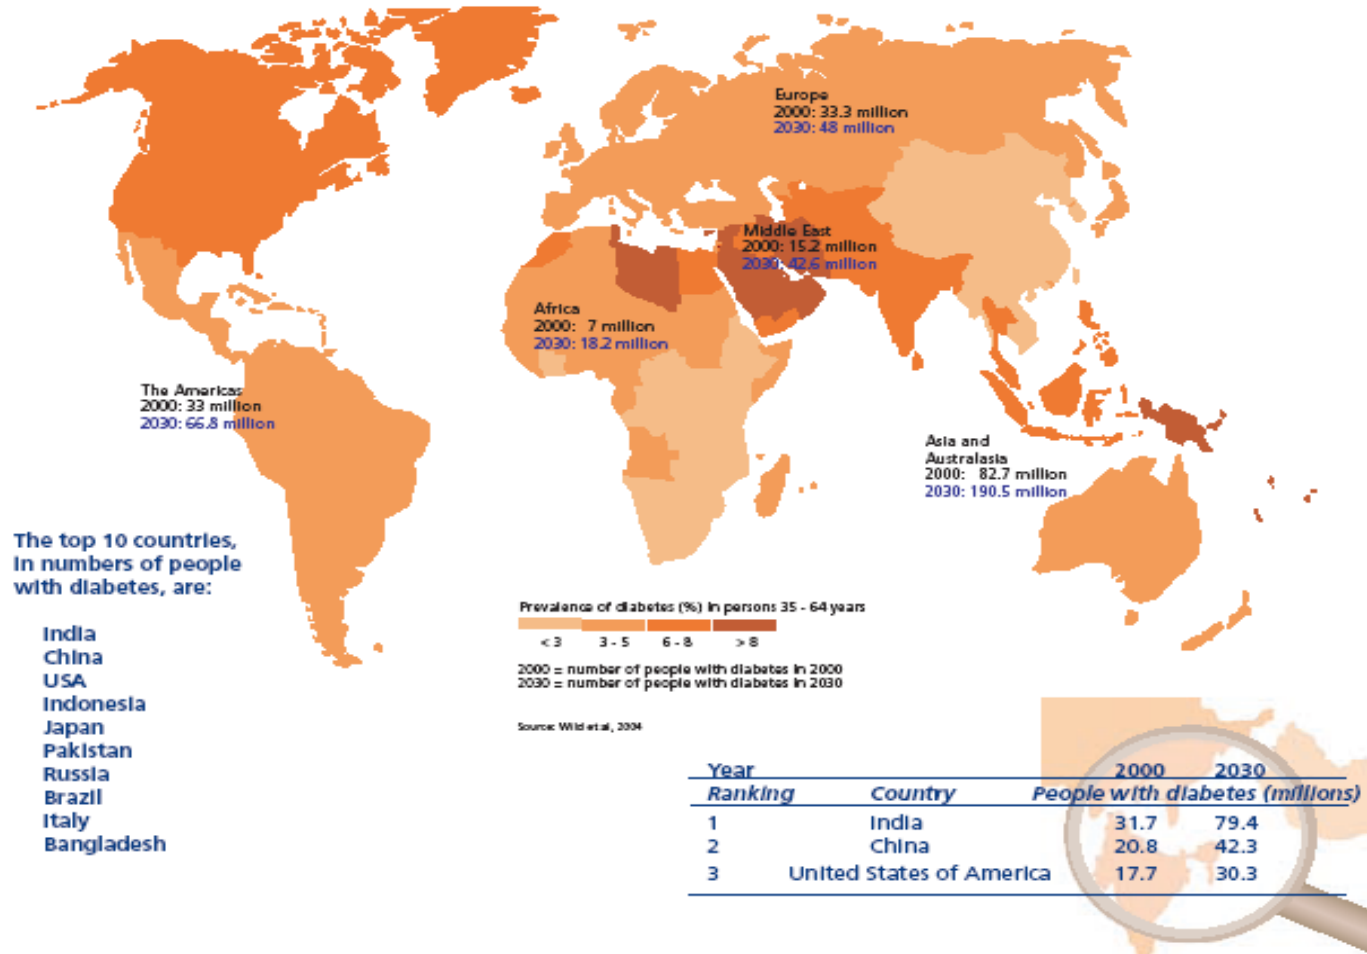 Europe
2000: 33.3 million
2030: 48 million
Middle East
2000: 15.2 million
2030: 42.6 million
Africa
2000: 7 million
2030: 18.2 million
The Americas
2000: 33 million
2030: 66.8 million
Asia and
Australasia
2000: 82.7 million
2030: 190.5 million
The top 10 countries,
in numbers of people
with diabetes, are:
India
China
USA
Indonesia
Japan
Pakistan
Russia
Brazil
Italy
Bangladesh
Prevalence of diabetes (%) in persons 35 - 64 years
< 3 3 - 5 6 - 8 > 8
2000 = number of people with diabetes in 2000
2030 = number of people with diabetes in 2030
Source: Wild et al, 2004
Year 2000 2030
Ranking Country People with diabetes (millions)
1 India 31.7 79.4
2 China 20.8 42.3
3 United States of America 17.7 30.3